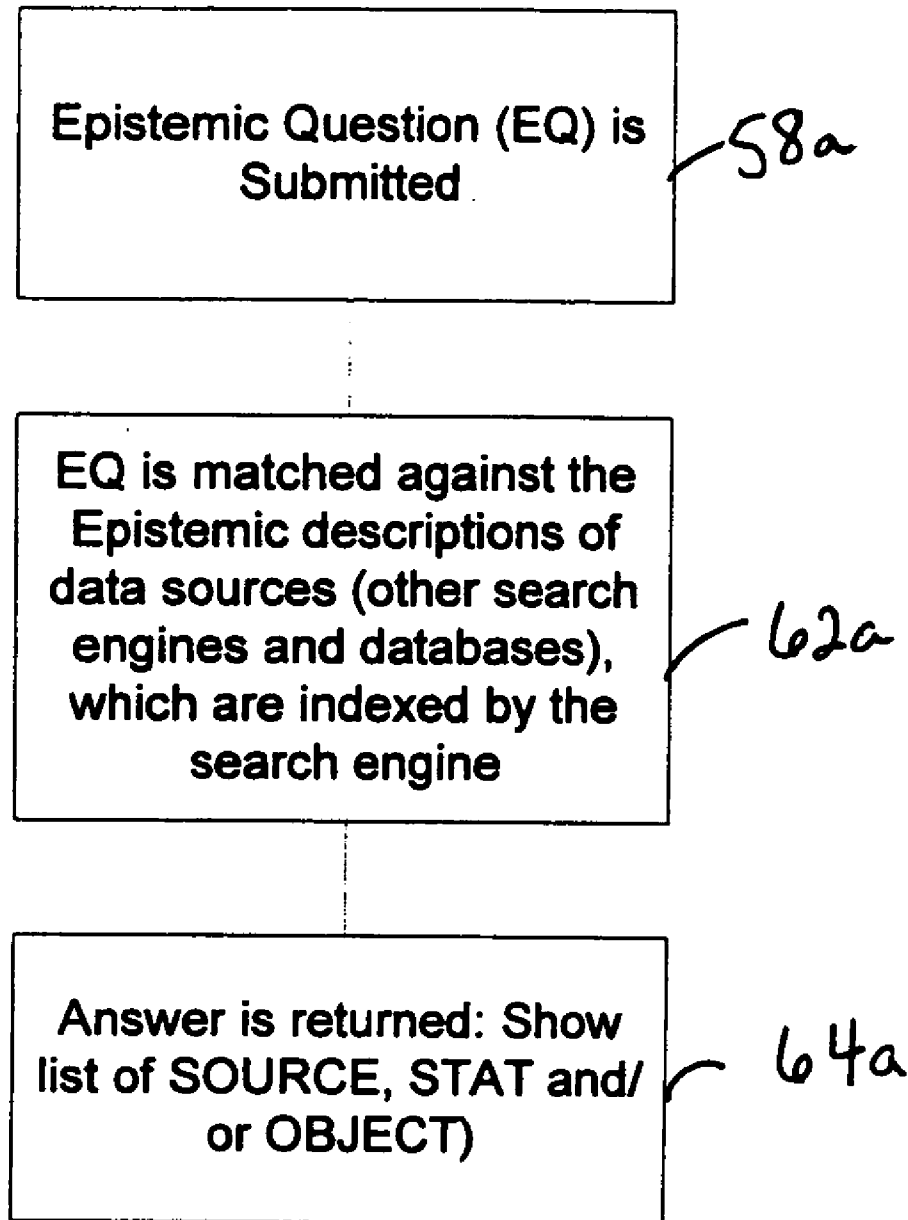 Epistemic Question (EQ) is
Submitted
58a
EQ is matched against the
Epistemic descriptions of
data sources (other search
engines and databases),
which are indexed by the
search engine
62a
Answer is returned: Show
list of SOURCE, STAT and/
or OBJECT)
64a